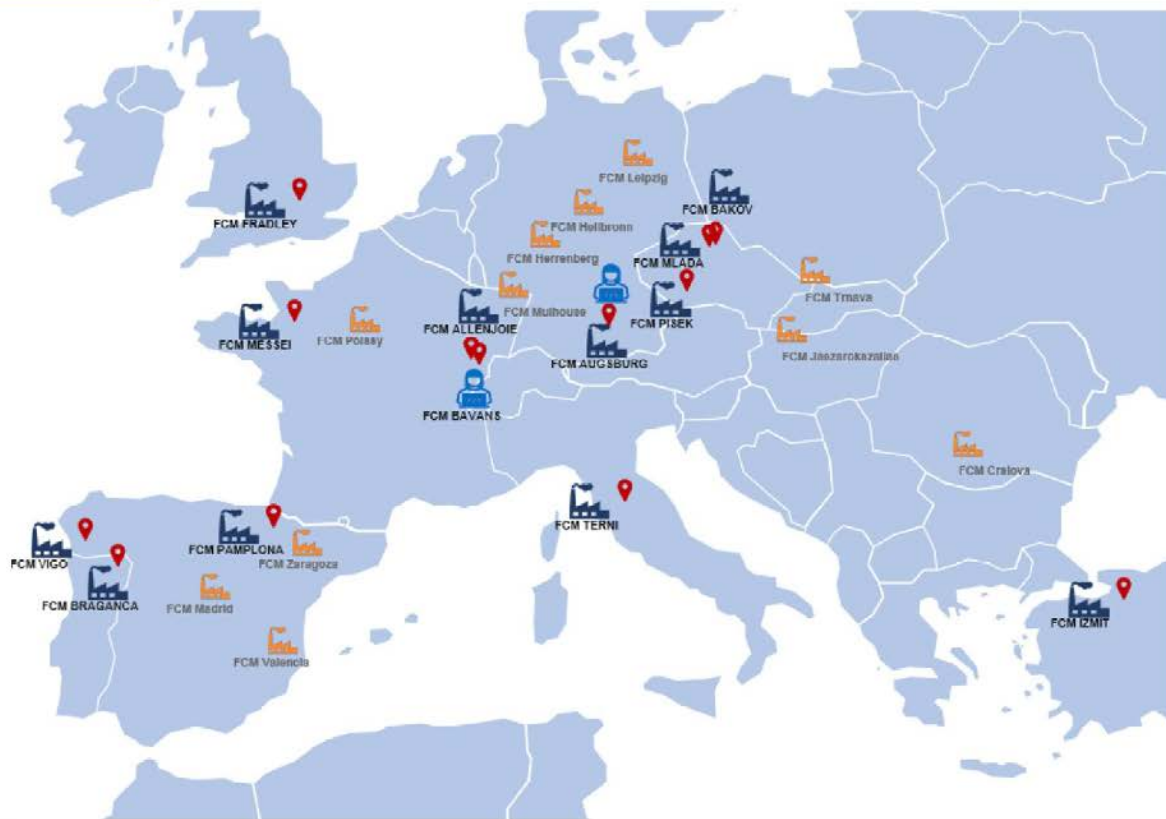 FCM Leipzig
FCM BAKOV
FCM FRADLEY
FCM Heilbronn
FCM Herrenberg
FCM MLADA
FCM Trnava
FCM Mulhouse
FCM ALLENJOIE
FCM PISEK
FCM MESSEI
FCM Poissy
FCM AUGSBURG
FCM BAVANS
FCM Craiova
FCM TERNI
FCM PAMPLONA
FCM VIGO
FCM Zaragoza
FCM BRAGANCA
FCM Madrid
FCM IZMIT
FCM Valencia